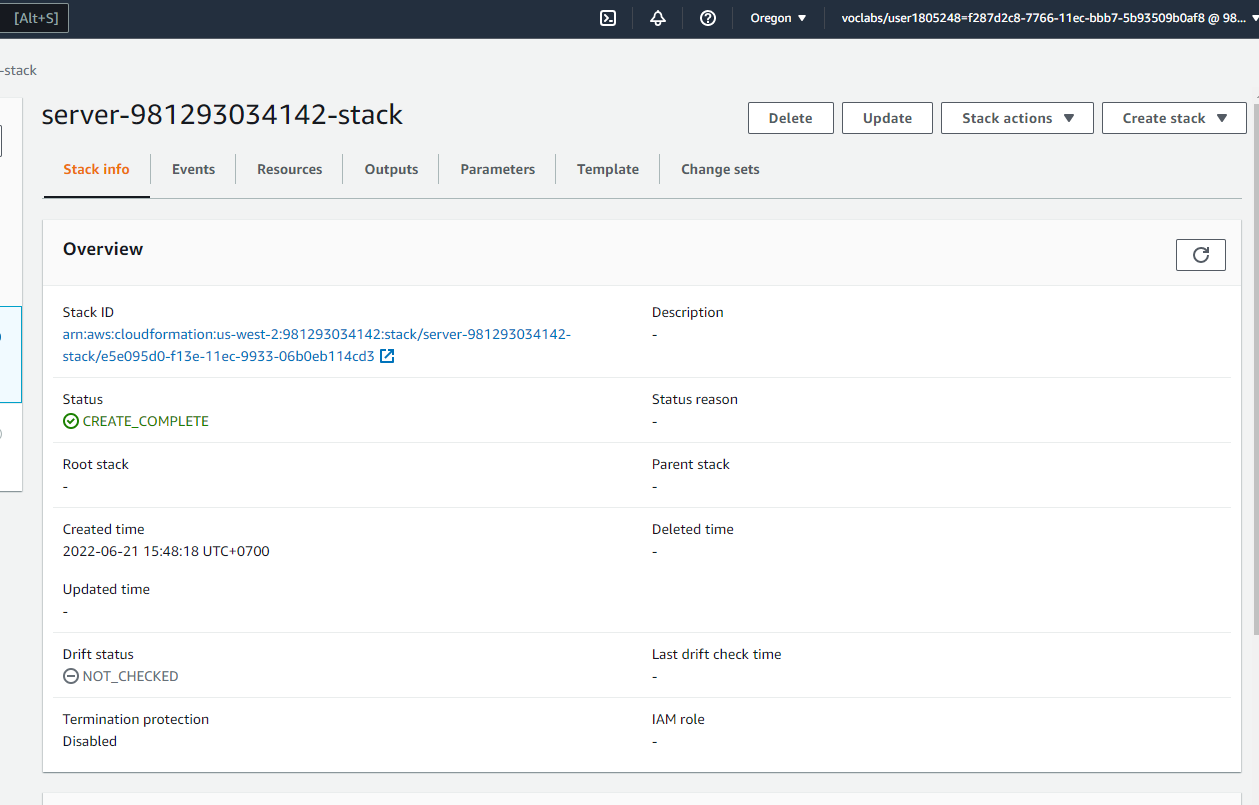 [Alt+S]
Oregon
voclabs/user1805248=f287d2c8-7766-11ec-bbb7-5b93509b0af8 @ 98...
-stack
server-981293034142-stack
Delete
Update
Stack actions
Create stack
Stack info
Events
Resources
Outputs
Parameters
Template
Change sets
Overview
Stack ID
arn:aws:cloudformation:us-west-2:981293034142:stack/server-981293034142-
stack/e5e095d0-f13e-11ec-9933-06b0eb114cd3
Description
-
Status
CREATE_COMPLETE
Status reason
-
Root stack
-
Parent stack
-
Created time
2022-06-21 15:48:18 UTC+0700
Deleted time
-
Updated time
-
Drift status
NOT_CHECKED
Last drift check time
-
Termination protection
Disabled
IAM role
-